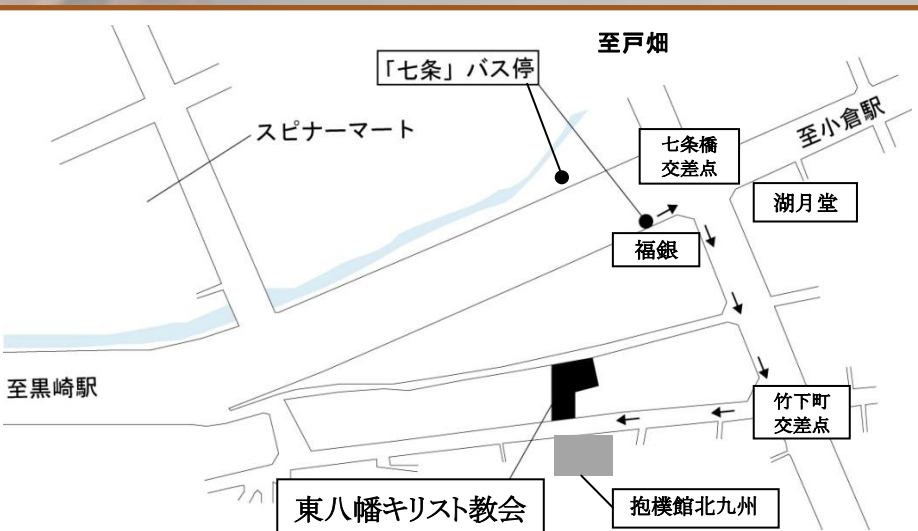 至戸畑
「七条」バス停
スピナーマート
至小倉駅
七条橋
交差点
湖月堂
福銀
至黒崎駅
竹下町
交差点
東八幡キリスト教会
抱樸館北九州